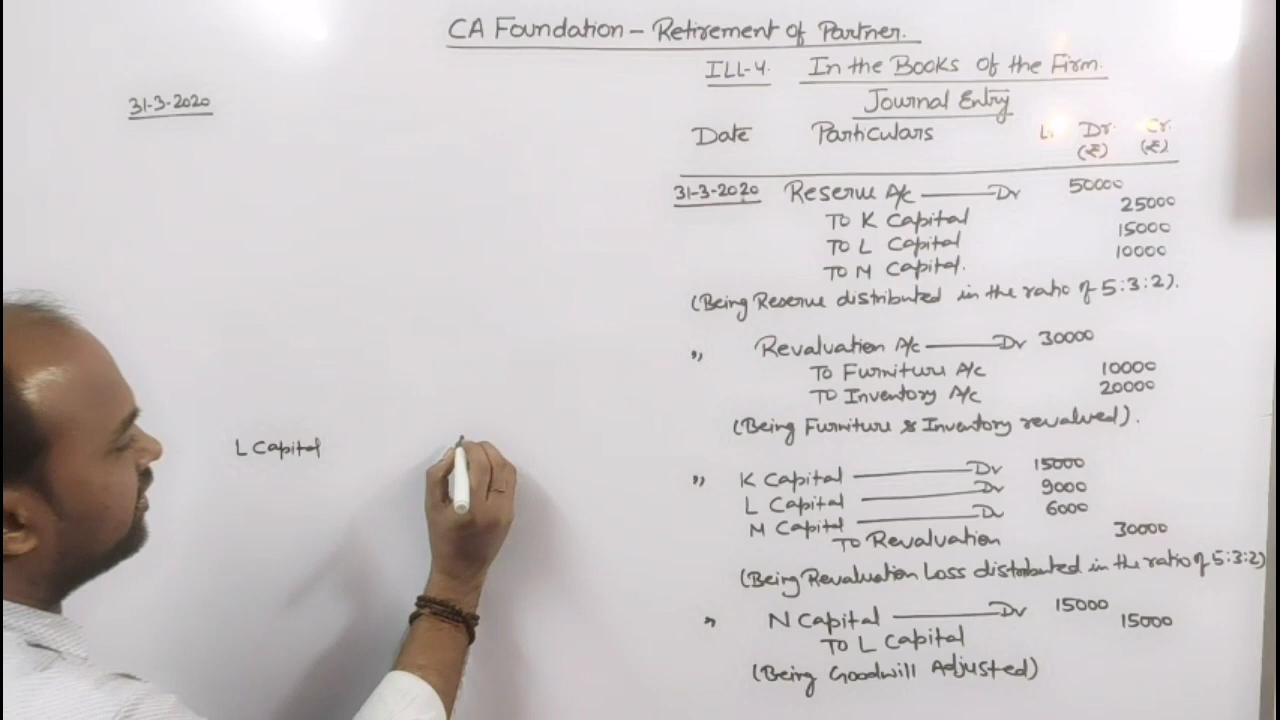 CA Foundation - Retirement of Partner.
ILL-4. In the Books of the Firm.
Journal Entry
Date Particulars L. Dr. (₹) Cr. (₹)
31-3-2020 Reserve A/c ——— Dr 50000
To K Capital 25000
To L Capital 15000
To M Capital. 10000
(Being Reserve distributed in the ratio of 5:3:2).
,, Revaluation A/c ——— Dr 30000
To Furniture A/c 10000
To Inventory A/c 20000
(Being Furniture & Inventory revalued).
,, K Capital ——— Dr 15000
L Capital ——— Dr 9000
M Capital ——— Dr 6000
To Revaluation 30000
(Being Revaluation Loss distributed in the ratio of 5:3:2)
,, N Capital ——— Dr 15000
To L Capital 15000
(Being Goodwill Adjusted)
31-3-2020
L Capital